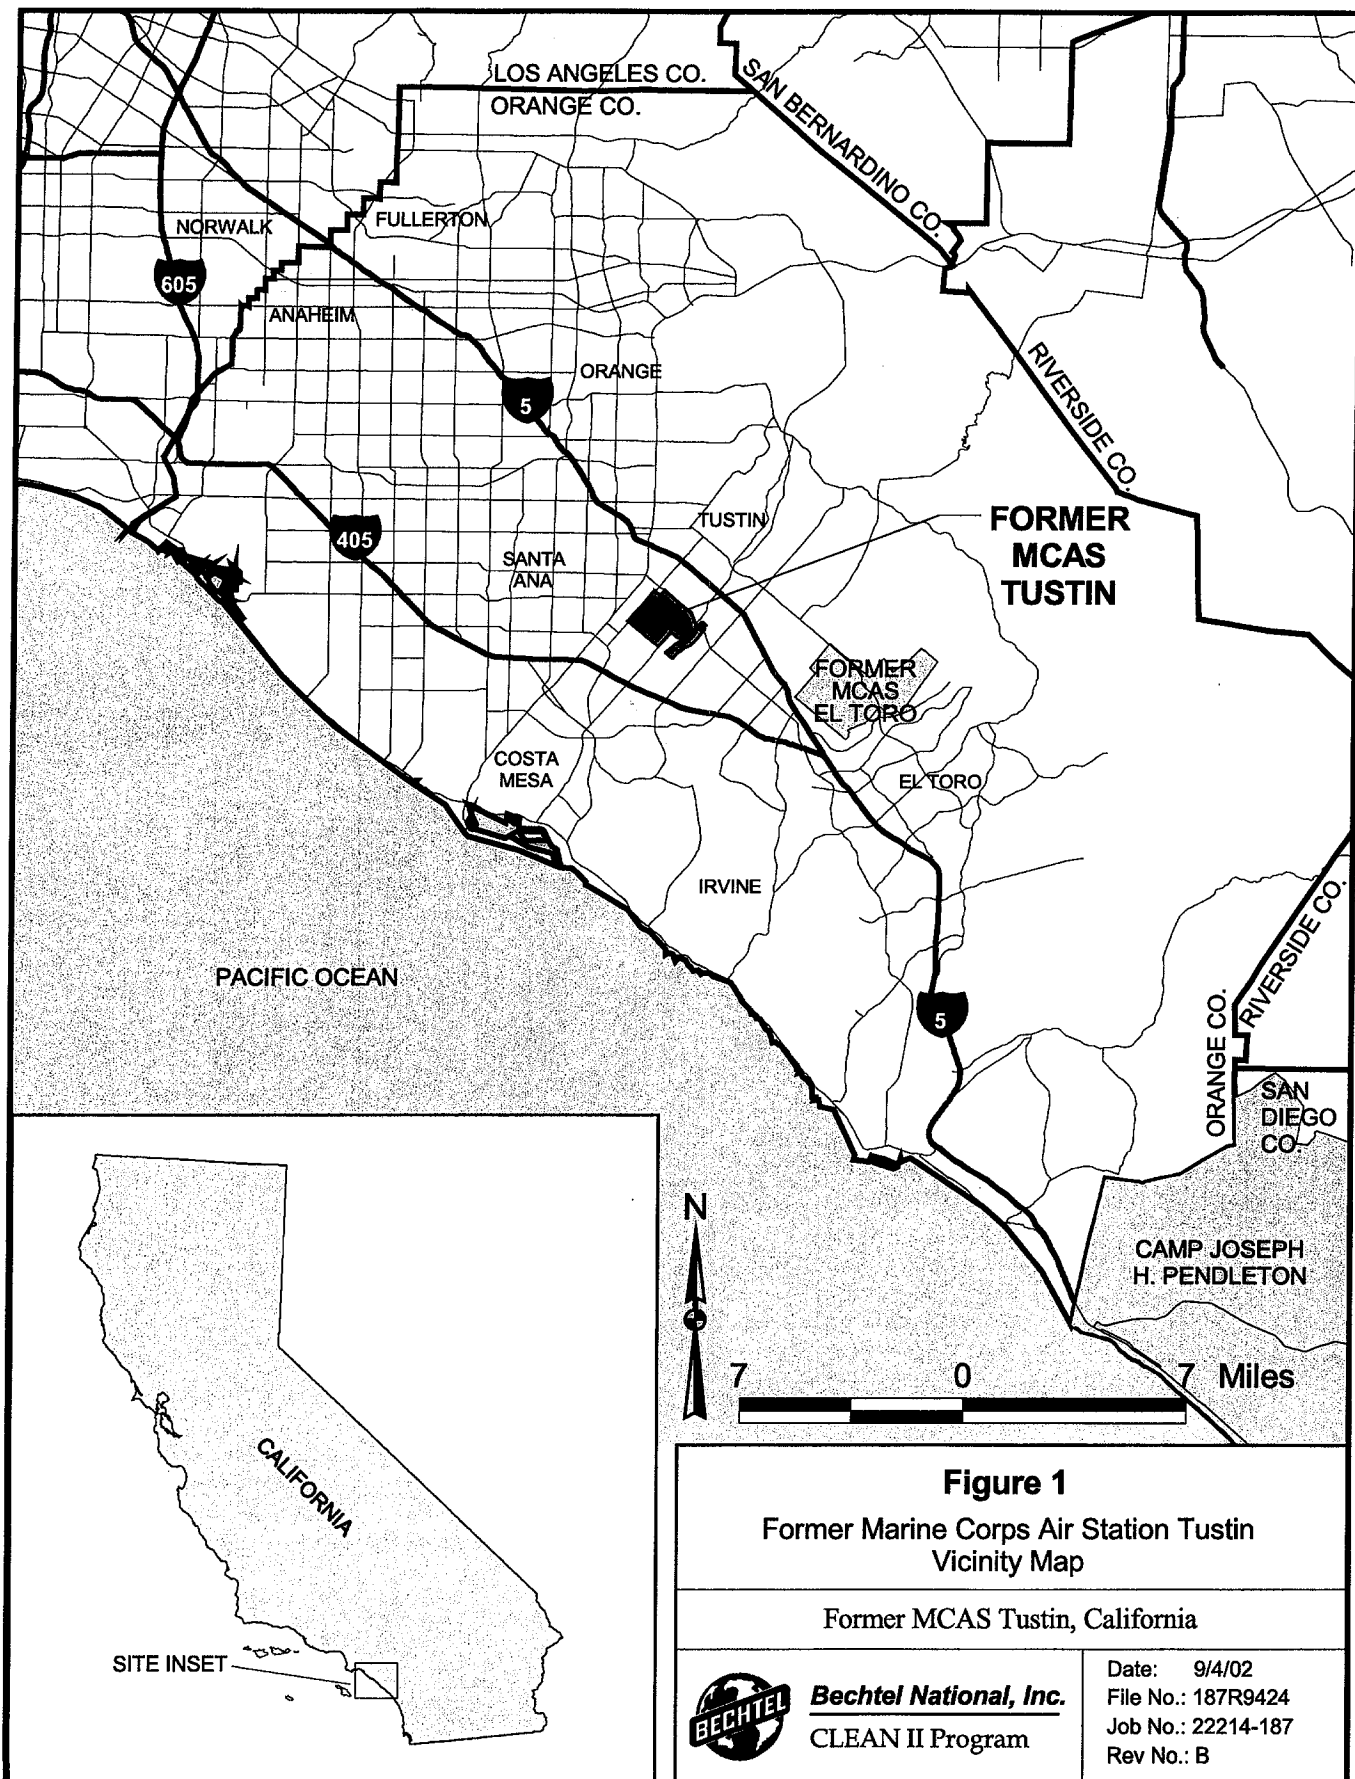 LOS ANGELES CO.
ORANGE CO.
SAN BERNARDINO CO.
NORWALK
FULLERTON
605
ANAHEIM
RIVERSIDE CO.
ORANGE
5
TUSTIN
FORMER
MCAS
TUSTIN
405
SANTA
ANA
FORMER
MCAS
EL TORO
COSTA
MESA
EL TORO
IRVINE
PACIFIC OCEAN
5
ORANGE CO.
RIVERSIDE CO.
SAN
DIEGO
CO.
CAMP JOSEPH
H. PENDLETON
N
7 0 7 Miles
CALIFORNIA
SITE INSET
Figure 1
Former Marine Corps Air Station Tustin
Vicinity Map
Former MCAS Tustin, California
BECHTEL
Bechtel National, Inc.
CLEAN II Program
Date: 9/4/02
File No.: 187R9424
Job No.: 22214-187
Rev No.: B